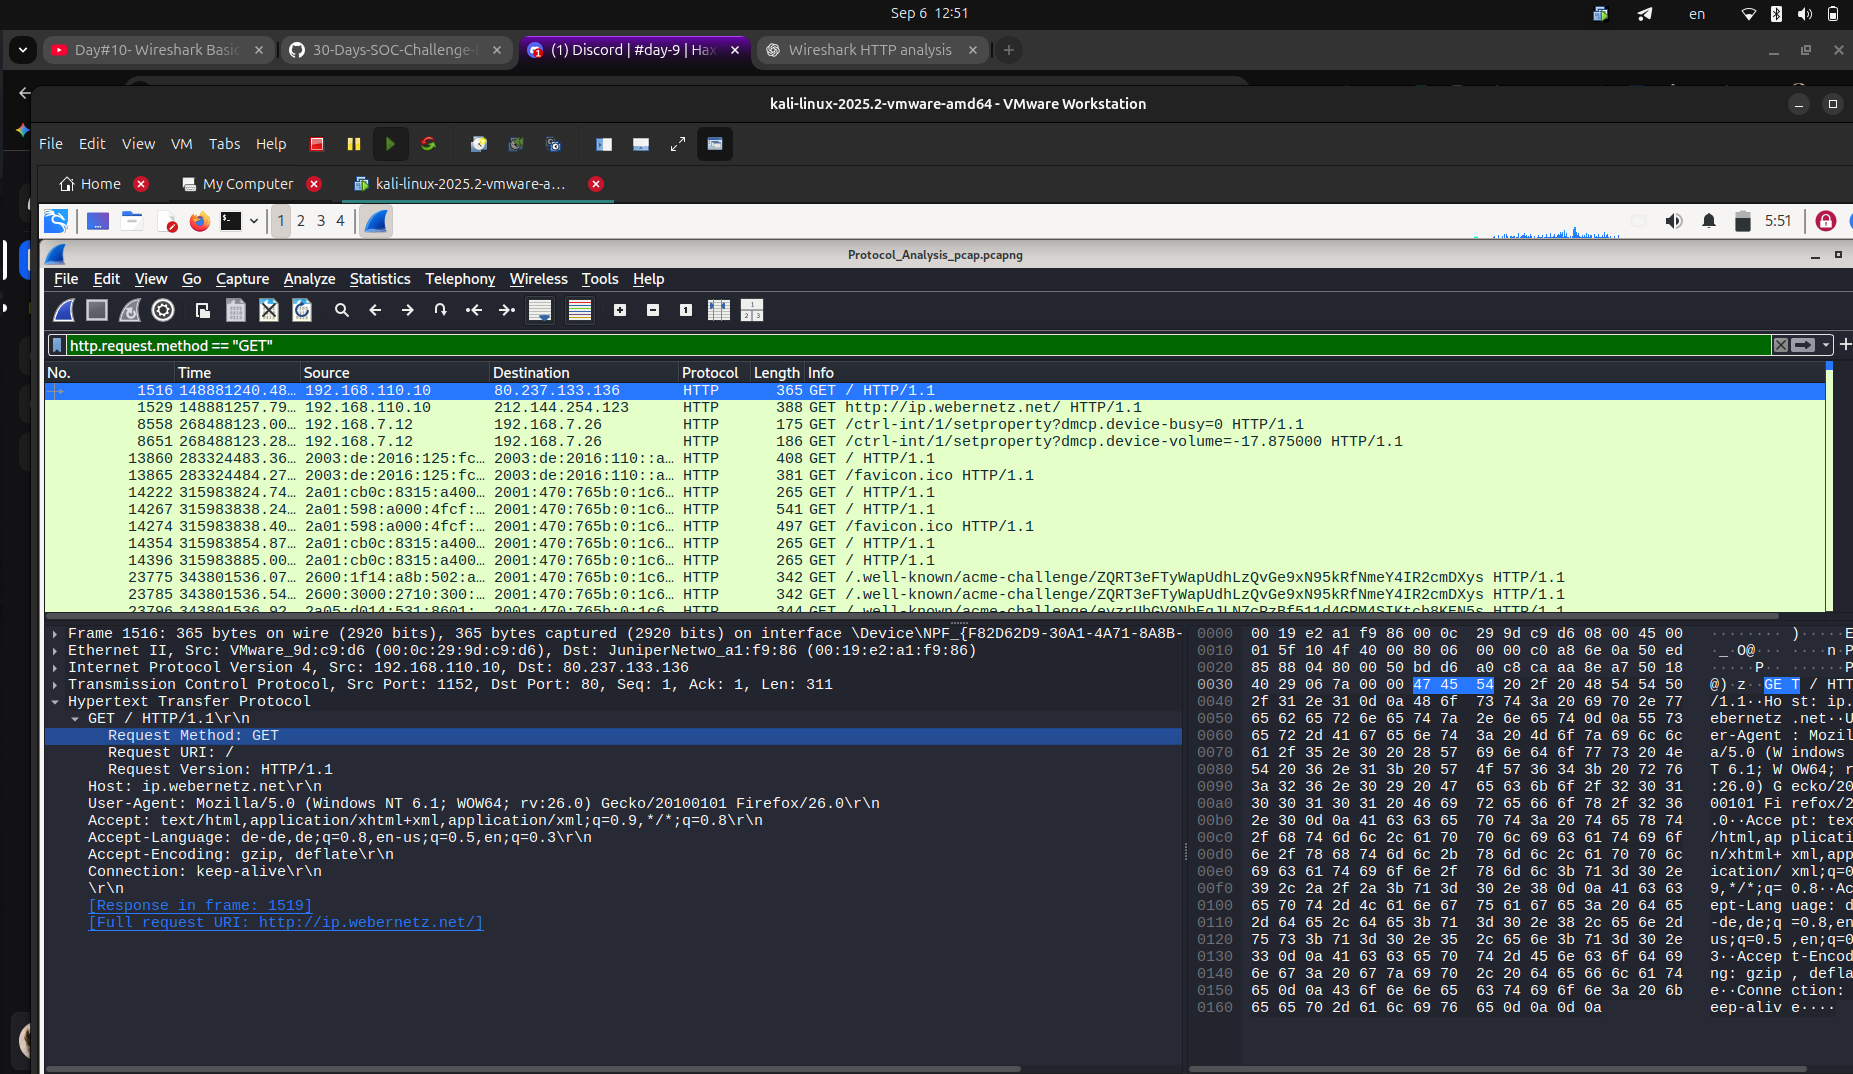 Sep 6 12:51
en
Day#10- Wireshark Basic
30-Days-SOC-Challenge-
(1) Discord | #day-9 | Hax
Wireshark HTTP analysis
kali-linux-2025.2-vmware-amd64 - VMware Workstation
File Edit View VM Tabs Help
Home My Computer kali-linux-2025.2-vmware-a...
1 2 3 4 5:51
Protocol_Analysis_pcap.pcapng
File Edit View Go Capture Analyze Statistics Telephony Wireless Tools Help
http.request.method == "GET"
No. Time Source Destination Protocol Length Info
1516 148881240.48… 192.168.110.10 80.237.133.136 HTTP 365 GET / HTTP/1.1
1529 148881257.79… 192.168.110.10 212.144.254.123 HTTP 388 GET http://ip.webernetz.net/ HTTP/1.1
8558 268488123.00… 192.168.7.12 192.168.7.26 HTTP 175 GET /ctrl-int/1/setproperty?dmcp.device-busy=0 HTTP/1.1
8651 268488123.28… 192.168.7.12 192.168.7.26 HTTP 186 GET /ctrl-int/1/setproperty?dmcp.device-volume=-17.875000 HTTP/1.1
13860 283324483.36… 2003:de:2016:125:fc… 2003:de:2016:110::a… HTTP 408 GET / HTTP/1.1
13865 283324484.27… 2003:de:2016:125:fc… 2003:de:2016:110::a… HTTP 381 GET /favicon.ico HTTP/1.1
14222 315983824.74… 2a01:cb0c:8315:a400… 2001:470:765b:0:1c6… HTTP 265 GET / HTTP/1.1
14267 315983838.24… 2a01:598:a000:4fcf:… 2001:470:765b:0:1c6… HTTP 541 GET / HTTP/1.1
14274 315983838.40… 2a01:598:a000:4fcf:… 2001:470:765b:0:1c6… HTTP 497 GET /favicon.ico HTTP/1.1
14354 315983854.87… 2a01:cb0c:8315:a400… 2001:470:765b:0:1c6… HTTP 265 GET / HTTP/1.1
14396 315983885.00… 2a01:cb0c:8315:a400… 2001:470:765b:0:1c6… HTTP 265 GET / HTTP/1.1
23775 343801536.07… 2600:1f14:a8b:502:a… 2001:470:765b:0:1c6… HTTP 342 GET /.well-known/acme-challenge/ZQRT3eFTyWapUdhLzQvGe9xN95kRfNmeY4IR2cmDXys HTTP/1.1
23785 343801536.54… 2600:3000:2710:300:… 2001:470:765b:0:1c6… HTTP 342 GET /.well-known/acme-challenge/ZQRT3eFTyWapUdhLzQvGe9xN95kRfNmeY4IR2cmDXys HTTP/1.1
23796 343801536.92… 2a05:d014:531:8601:… 2001:470:765b:0:1c6… HTTP 344 GET HTTP/1.1
Frame 1516: 365 bytes on wire (2920 bits), 365 bytes captured (2920 bits) on interface \Device\NPF_{F82D62D9-30A1-4A71-8A8B-
Ethernet II, Src: VMware_9d:c9:d6 (00:0c:29:9d:c9:d6), Dst: JuniperNetwo_a1:f9:86 (00:19:e2:a1:f9:86)
Internet Protocol Version 4, Src: 192.168.110.10, Dst: 80.237.133.136
Transmission Control Protocol, Src Port: 1152, Dst Port: 80, Seq: 1, Ack: 1, Len: 311
Hypertext Transfer Protocol
GET / HTTP/1.1\r\n
Request Method: GET
Request URI: /
Request Version: HTTP/1.1
Host: ip.webernetz.net\r\n
User-Agent: Mozilla/5.0 (Windows NT 6.1; WOW64; rv:26.0) Gecko/20100101 Firefox/26.0\r\n
Accept: text/html,application/xhtml+xml,application/xml;q=0.9,*/*;q=0.8\r\n
Accept-Language: de-de,de;q=0.8,en-us;q=0.5,en;q=0.3\r\n
Accept-Encoding: gzip, deflate\r\n
Connection: keep-alive\r\n
\r\n
[Response in frame: 1519]
[Full request URI: http://ip.webernetz.net/]
0000 00 19 e2 a1 f9 86 00 0c 29 9d c9 d6 08 00 45 00 ········ )·····E
0010 01 5f 10 4f 40 00 80 06 00 00 c0 a8 6e 0a 50 ed ·_·O@··· ····n·P
0020 85 88 04 80 00 50 bd d6 a0 c8 ca aa 8e a7 50 18 ·····P·· ······P
0030 40 29 06 7a 00 00 47 45 54 20 2f 20 48 54 54 50 @)·z··GE T / HTT
0040 2f 31 2e 31 0d 0a 48 6f 73 74 3a 20 69 70 2e 77 /1.1··Ho st: ip.
0050 65 62 65 72 6e 65 74 7a 2e 6e 65 74 0d 0a 55 73 ebernetz .net··U
0060 65 72 2d 41 67 65 6e 74 3a 20 4d 6f 7a 69 6c 6c er-Agent : Mozil
0070 61 2f 35 2e 30 20 28 57 69 6e 64 6f 77 73 20 4e a/5.0 (W indows
0080 54 20 36 2e 31 3b 20 57 4f 57 36 34 3b 20 72 76 T 6.1; W OW64; r
0090 3a 32 36 2e 30 29 20 47 65 63 6b 6f 2f 32 30 31 :26.0) G ecko/20
00a0 30 30 31 30 31 20 46 69 72 65 66 6f 78 2f 32 36 00101 Fi refox/2
00b0 2e 30 0d 0a 41 63 63 65 70 74 3a 20 74 65 78 74 .0··Acce pt: tex
00c0 2f 68 74 6d 6c 2c 61 70 70 6c 69 63 61 74 69 6f /html,ap plicati
00d0 6e 2f 78 68 74 6d 6c 2b 78 6d 6c 2c 61 70 70 6c n/xhtml+ xml,app
00e0 69 63 61 74 69 6f 6e 2f 78 6d 6c 3b 71 3d 30 2e ication/ xml;q=0
00f0 39 2c 2a 2f 2a 3b 71 3d 30 2e 38 0d 0a 41 63 63 9,*/*;q= 0.8··Ac
0100 65 70 74 2d 4c 61 6e 67 75 61 67 65 3a 20 64 65 ept-Lang uage: d
0110 2d 64 65 2c 64 65 3b 71 3d 30 2e 38 2c 65 6e 2d -de,de;q =0.8,en
0120 75 73 3b 71 3d 30 2e 35 2c 65 6e 3b 71 3d 30 2e us;q=0.5 ,en;q=0
0130 33 0d 0a 41 63 63 65 70 74 2d 45 6e 63 6f 64 69 3··Accep t-Encod
0140 6e 67 3a 20 67 7a 69 70 2c 20 64 65 66 6c 61 74 ng: gzip , defla
0150 65 0d 0a 43 6f 6e 6e 65 63 74 69 6f 6e 3a 20 6b e··Conne ction:
0160 65 65 70 2d 61 6c 69 76 65 0d 0a 0d 0a eep-aliv e····